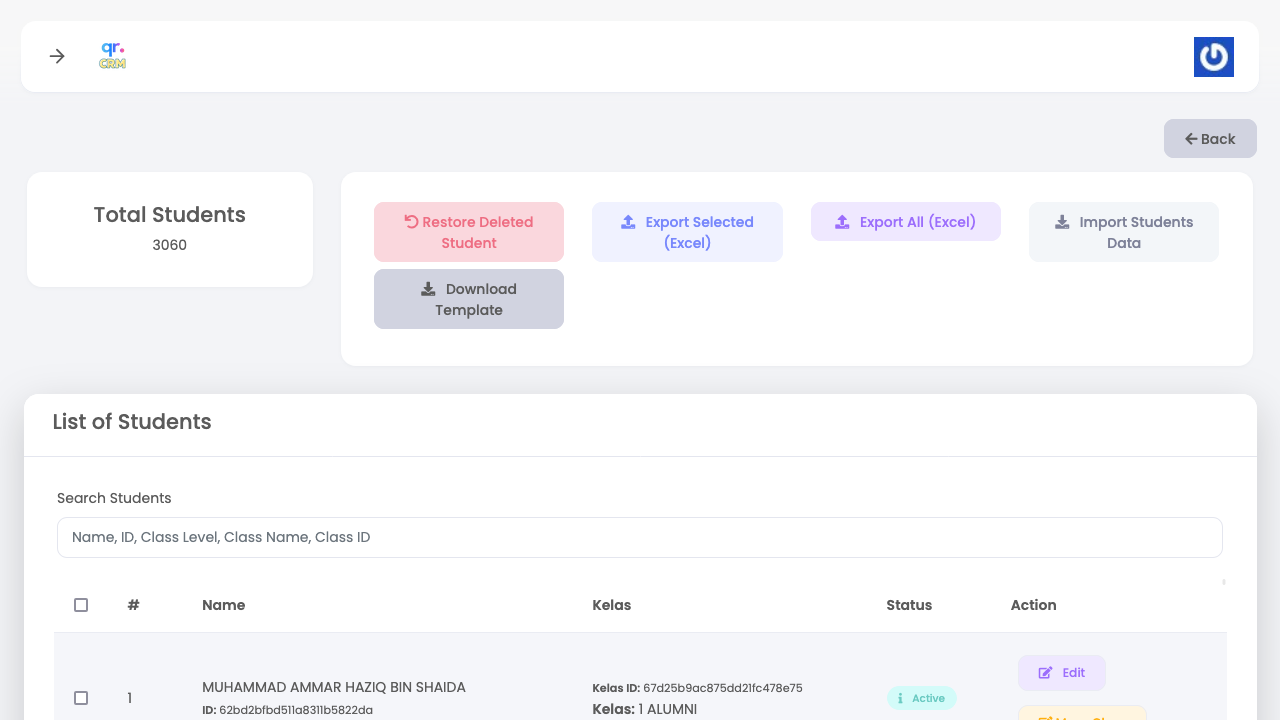 qr.
CRM
Back
Total Students
3060
Restore Deleted
Student
Export Selected
(Excel)
Export All (Excel)
Import Students
Data
Download
Template
List of Students
Search Students
Name, ID, Class Level, Class Name, Class ID
# Name Kelas Status Action
Edit
1 MUHAMMAD AMMAR HAZIQ BIN SHAIDA
ID: 62bd2bfbd511a8311b5822da
Kelas ID: 67d25b9ac875dd21fc478e75
Kelas: 1 ALUMNI
Active